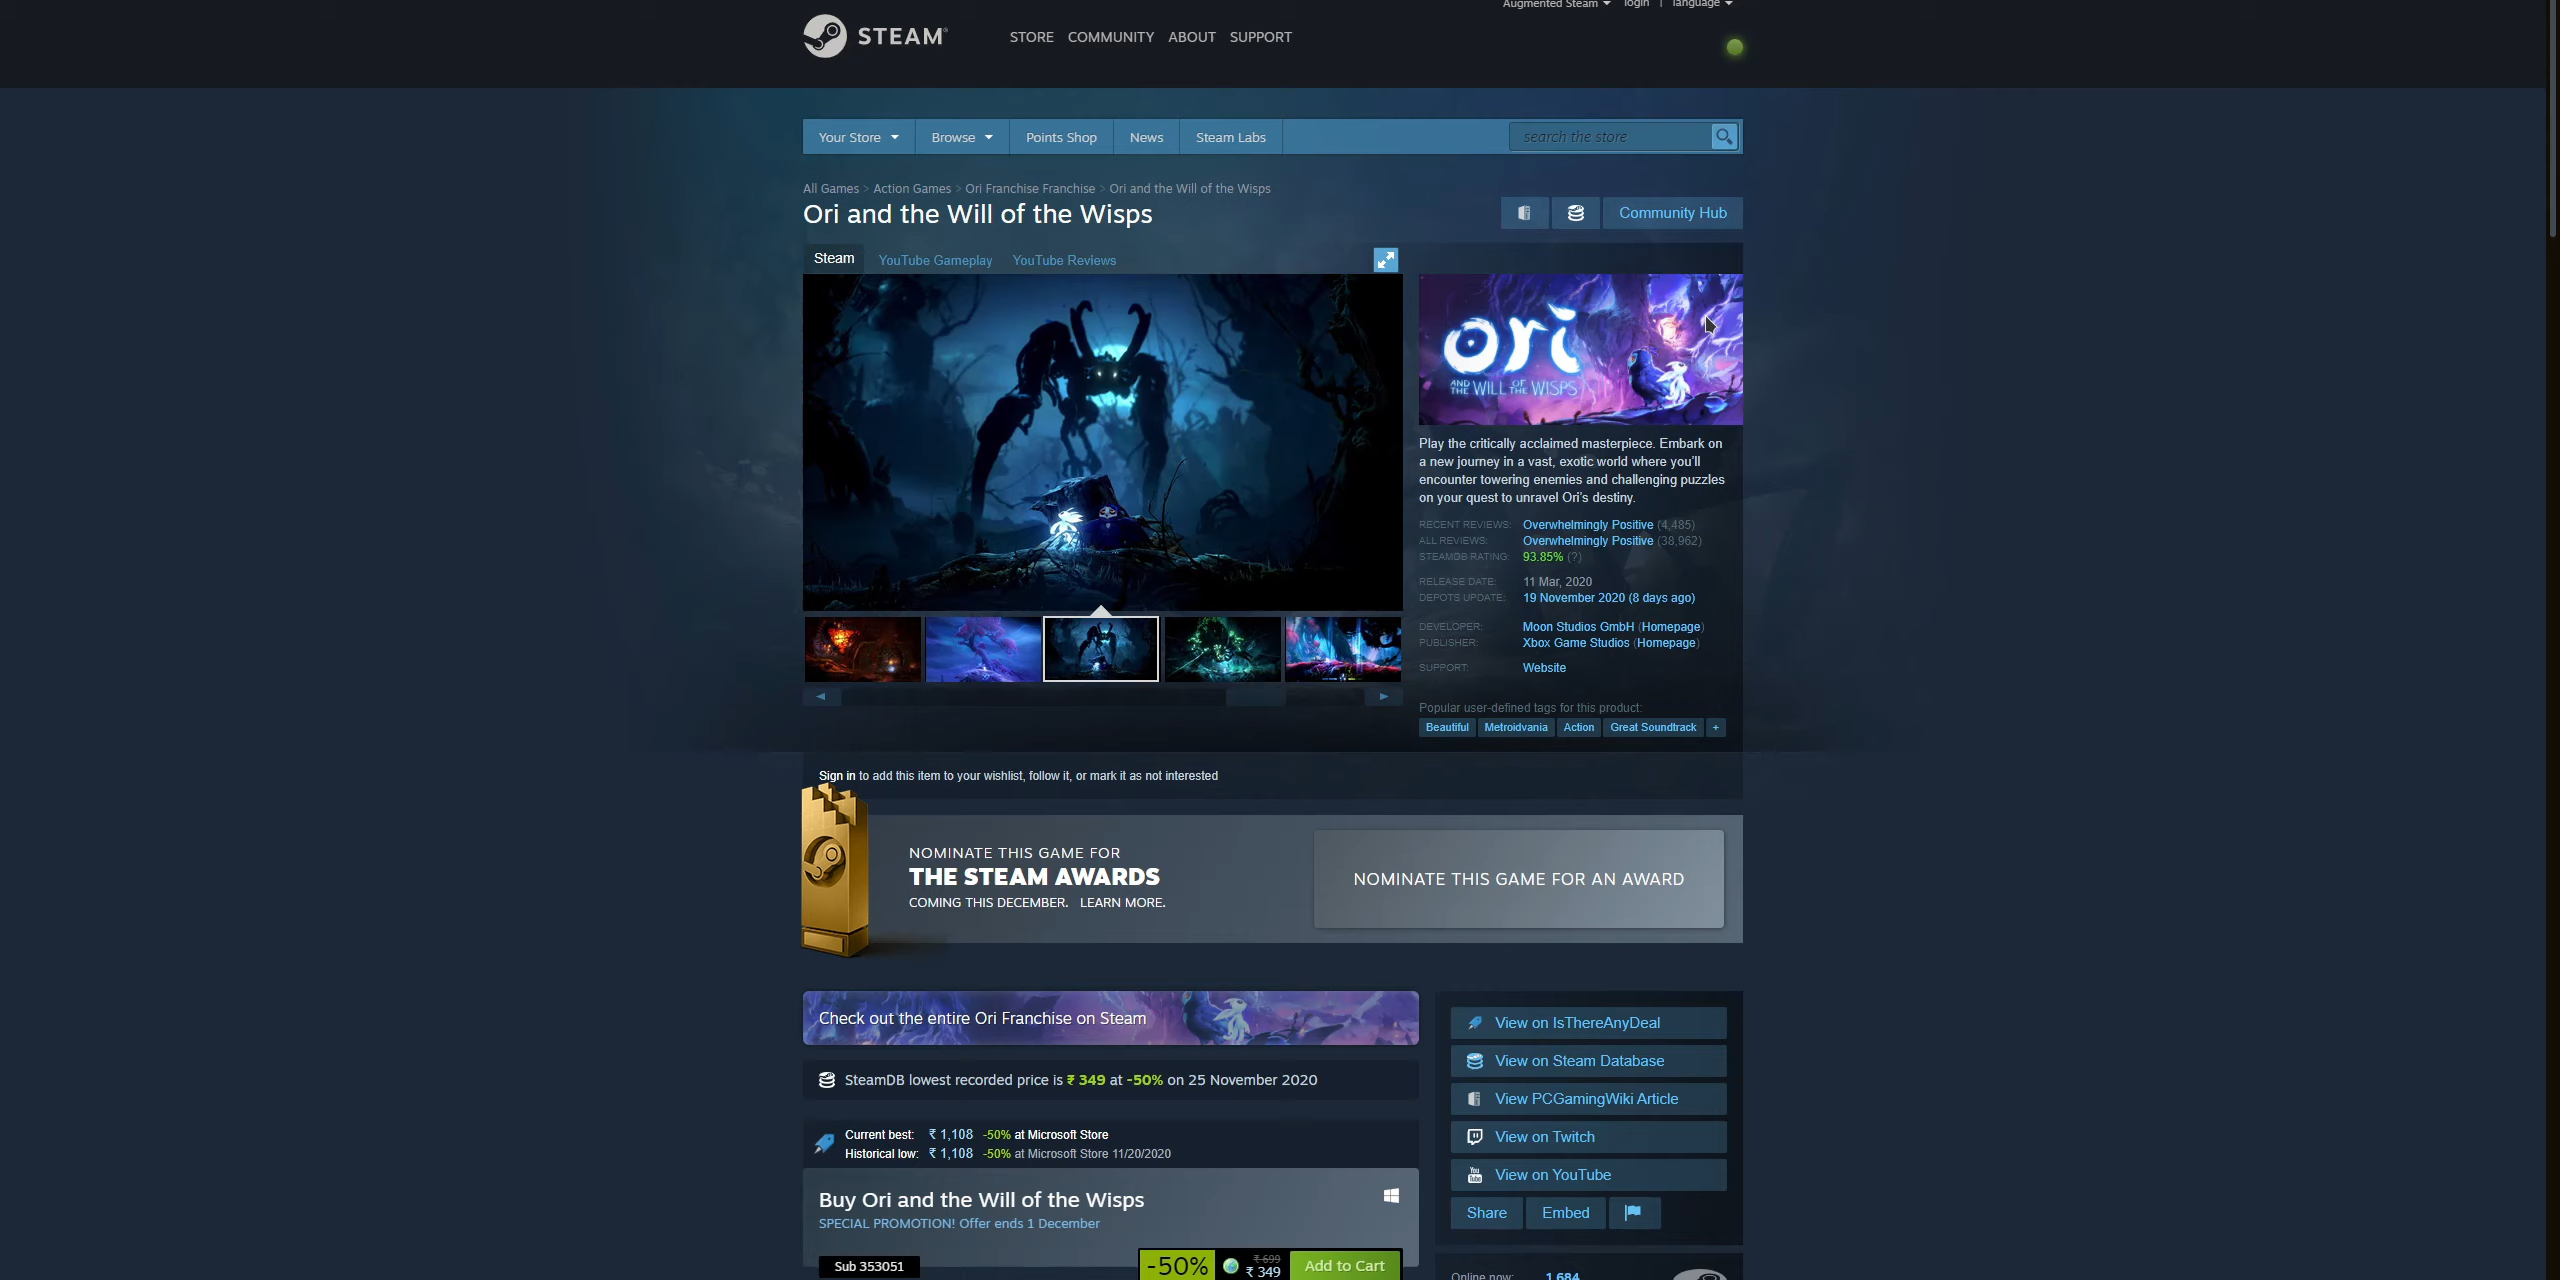 Augmented Steam login | language
STEAM®
STORE COMMUNITY ABOUT SUPPORT
Your Store Browse Points Shop News Steam Labs
search the store
All Games > Action Games > Ori Franchise Franchise > Ori and the Will of the Wisps
Ori and the Will of the Wisps
Community Hub
Steam YouTube Gameplay YouTube Reviews
ori
AND THE WILL OF THE WISPS
Play the critically acclaimed masterpiece. Embark on
a new journey in a vast, exotic world where you'll
encounter towering enemies and challenging puzzles
on your quest to unravel Ori's destiny.
RECENT REVIEWS: Overwhelmingly Positive (4,485)
ALL REVIEWS: Overwhelmingly Positive (38,962)
STEAMDB RATING: 93.85% (?)
RELEASE DATE: 11 Mar, 2020
DEPOTS UPDATE: 19 November 2020 (8 days ago)
DEVELOPER: Moon Studios GmbH (Homepage)
PUBLISHER: Xbox Game Studios (Homepage)
SUPPORT: Website
Popular user-defined tags for this product:
Beautiful Metroidvania Action Great Soundtrack +
Sign in to add this item to your wishlist, follow it, or mark it as not interested
NOMINATE THIS GAME FOR
THE STEAM AWARDS
COMING THIS DECEMBER. LEARN MORE.
NOMINATE THIS GAME FOR AN AWARD
Check out the entire Ori Franchise on Steam
SteamDB lowest recorded price is ₹ 349 at -50% on 25 November 2020
Current best: ₹ 1,108 -50% at Microsoft Store
Historical low: ₹ 1,108 -50% at Microsoft Store 11/20/2020
Buy Ori and the Will of the Wisps
SPECIAL PROMOTION! Offer ends 1 December
Sub 353051
-50% ₹ 699 ₹ 349 Add to Cart
View on IsThereAnyDeal
View on Steam Database
View PCGamingWiki Article
View on Twitch
You Tube View on YouTube
Share Embed
Online now: 1,684